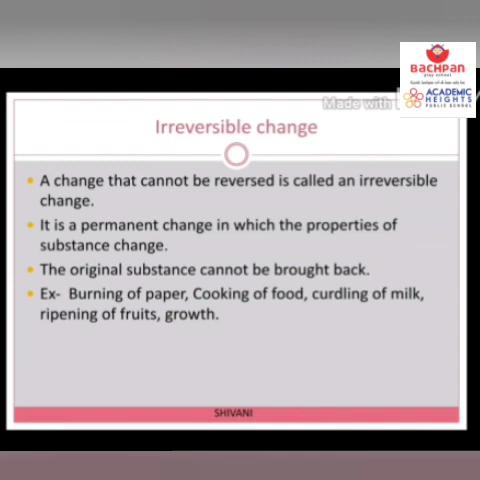 BACHPAN
play school
ACADEMIC
HEIGHTS
PUBLIC SCHOOL
Made with
Irreversible change
• A change that cannot be reversed is called an irreversible
change.
• It is a permanent change in which the properties of
substance change.
• The original substance cannot be brought back.
• Ex- Burning of paper, Cooking of food, curdling of milk,
ripening of fruits, growth.
SHIVANI